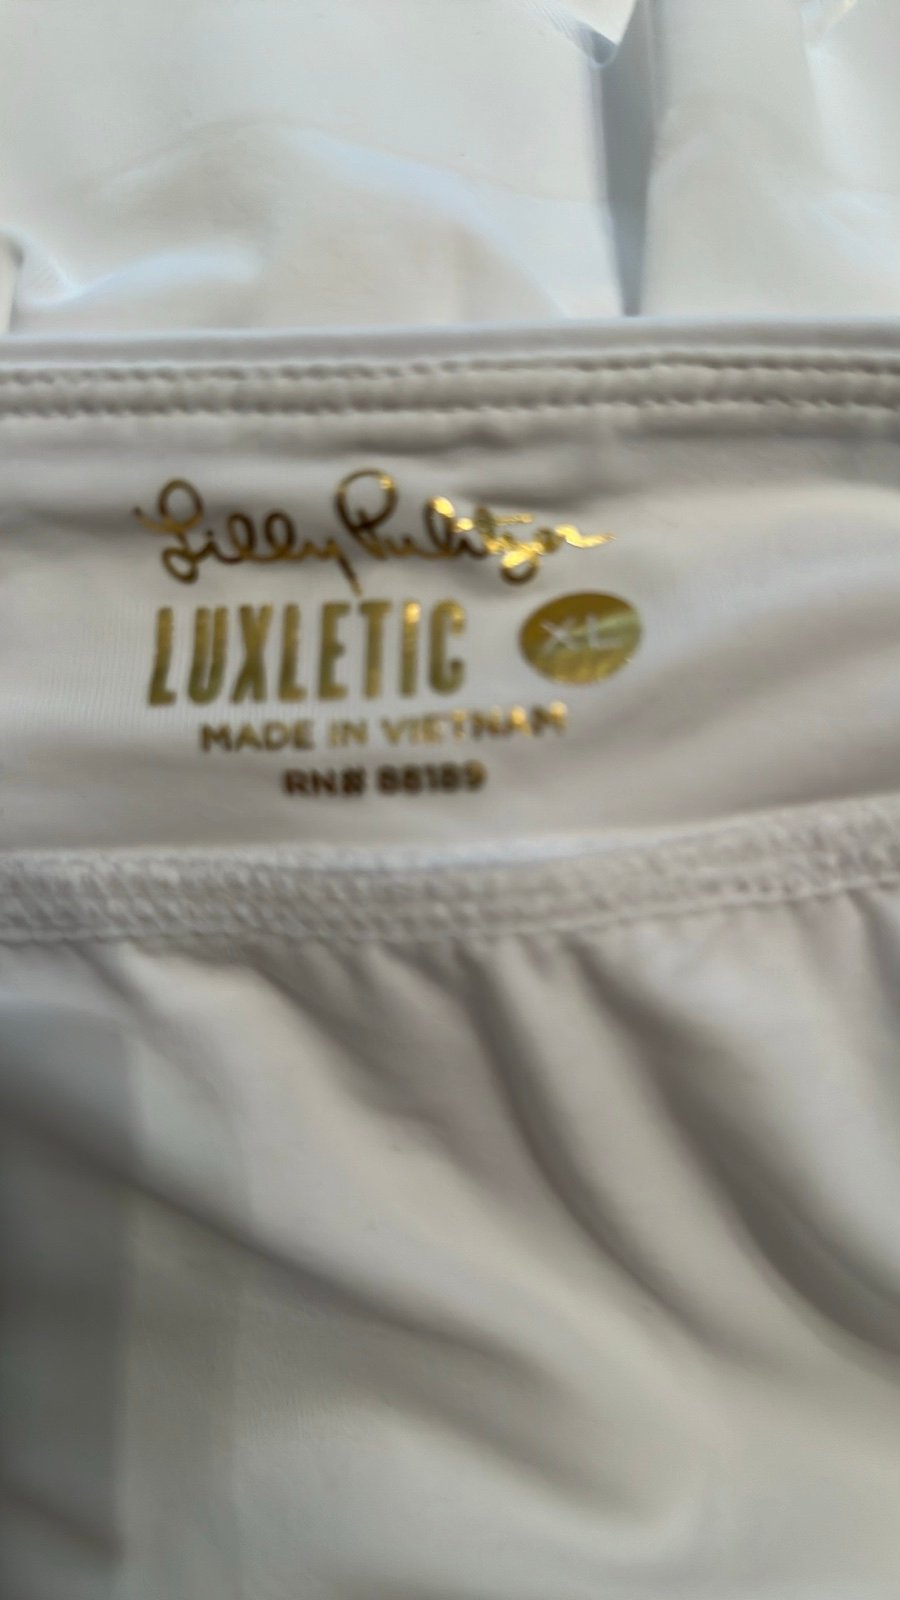 Lilly Pulitzer
LUXLETIC XL
MADE IN VIETNAM
RN# 88189